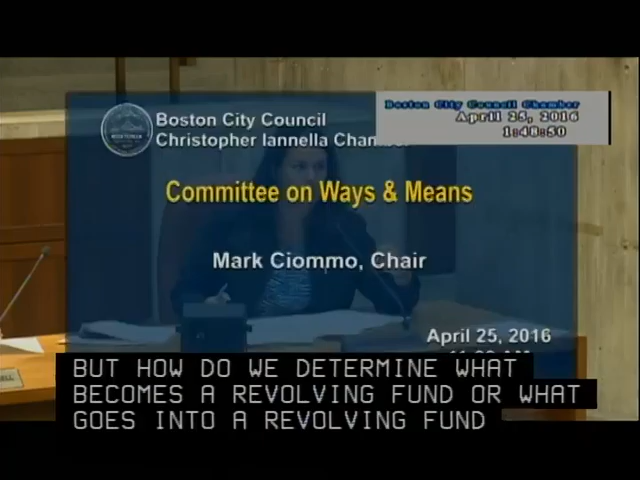 Boston City Council Chamber
April 25, 2016
1:48:50
Boston City Council
Christopher Iannella Cham
Committee on Ways & Means
Mark Ciommo, Chair
April 25, 2016
BUT HOW DO WE DETERMINE WHAT
BECOMES A REVOLVING FUND OR WHAT
GOES INTO A REVOLVING FUND